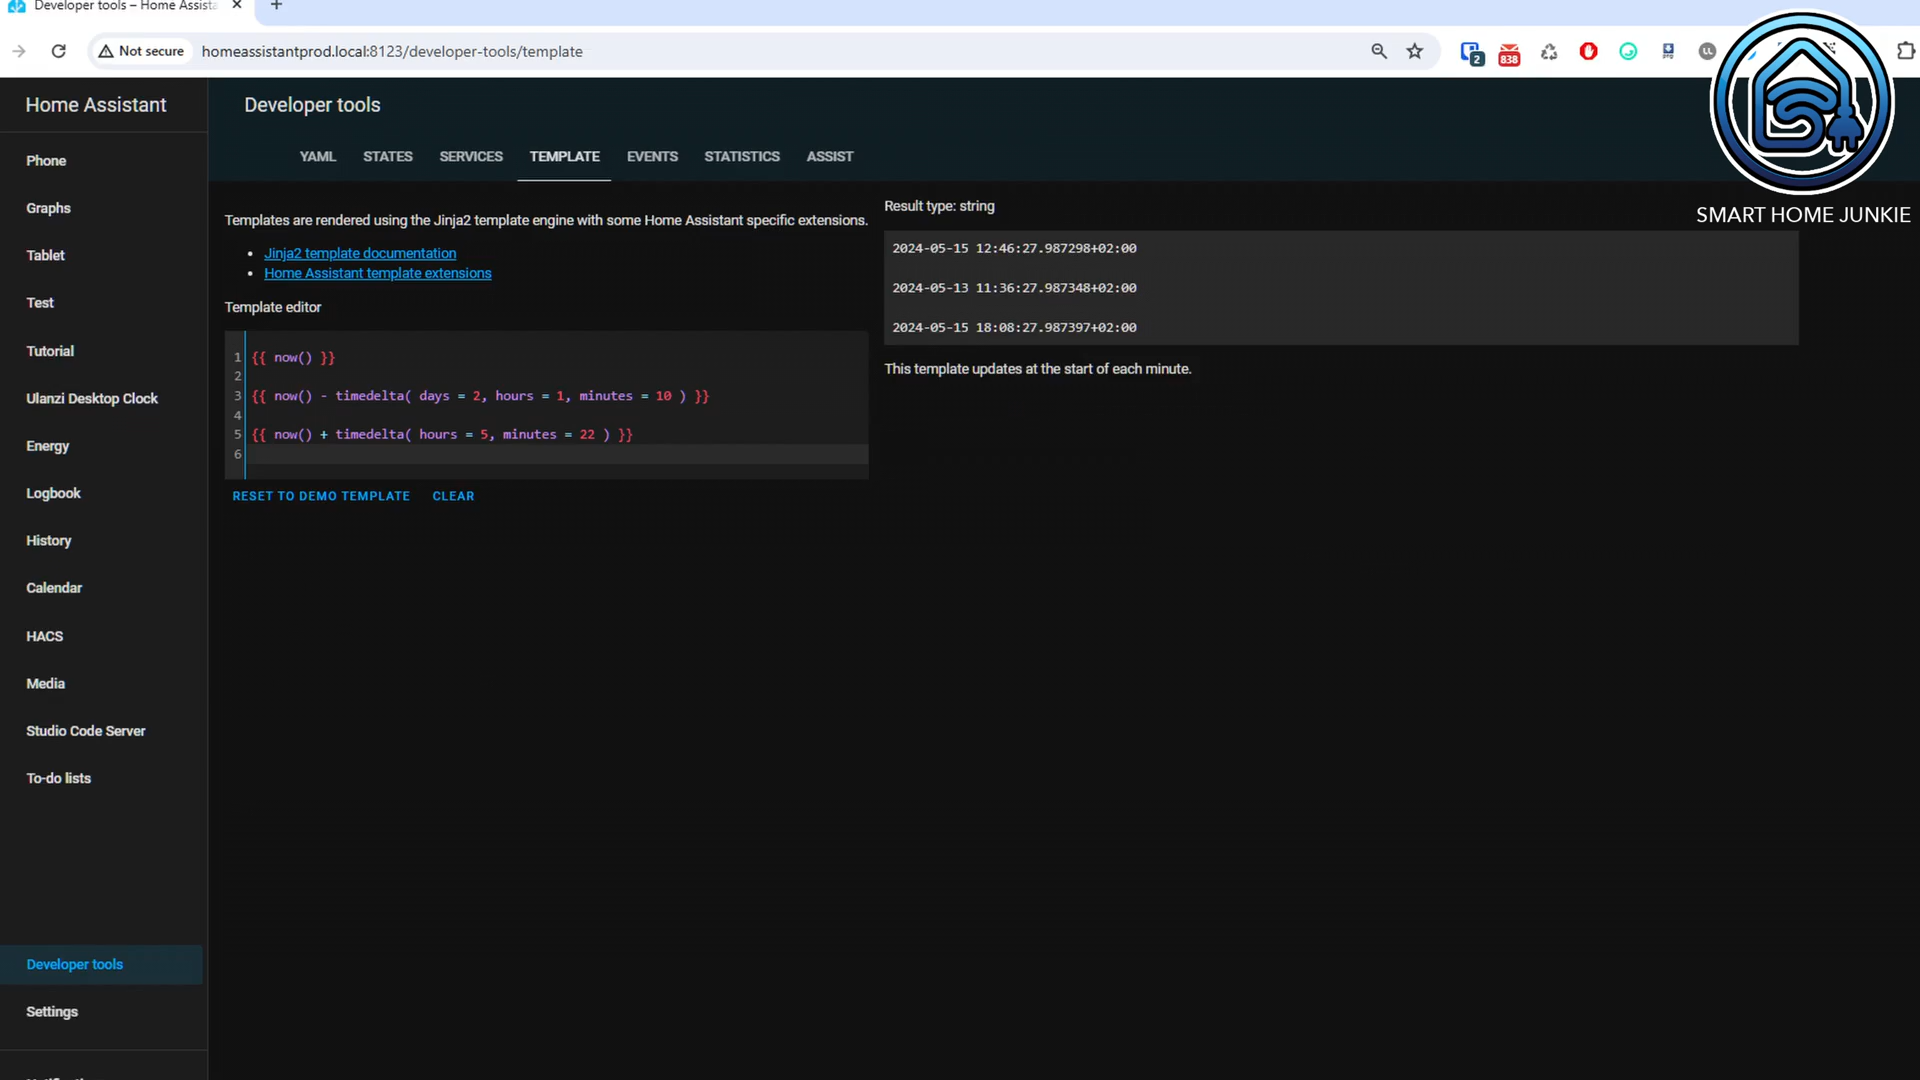 Developer tools – Home Assista
Not secure
homeassistantprod.local:8123/developer-tools/template
2
838
Home Assistant
Developer tools
SMART HOME JUNKIE
YAML
STATES
SERVICES
TEMPLATE
EVENTS
STATISTICS
ASSIST
Phone
Graphs
Tablet
Test
Tutorial
Ulanzi Desktop Clock
Energy
Logbook
History
Calendar
HACS
Media
Studio Code Server
To-do lists
Developer tools
Settings
Templates are rendered using the Jinja2 template engine with some Home Assistant specific extensions.
Jinja2 template documentation
Home Assistant template extensions
Template editor
1 {{ now() }}
2
3 {{ now() - timedelta( days = 2, hours = 1, minutes = 10 ) }}
4
5 {{ now() + timedelta( hours = 5, minutes = 22 ) }}
6
RESET TO DEMO TEMPLATE
CLEAR
Result type: string
2024-05-15 12:46:27.987298+02:00
2024-05-13 11:36:27.987348+02:00
2024-05-15 18:08:27.987397+02:00
This template updates at the start of each minute.